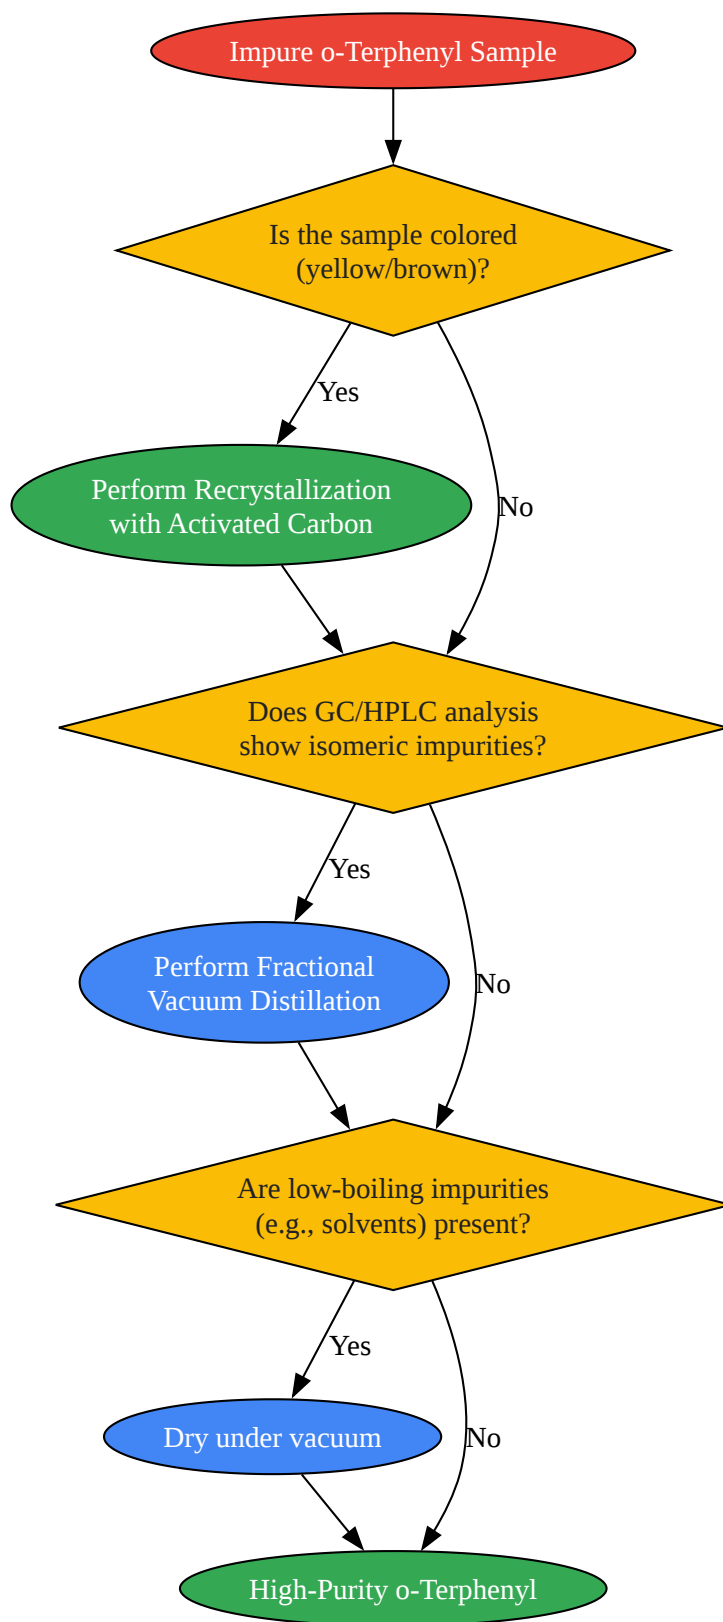 Impure o-Terphenyl Sample
Is the sample colored
(yellow/brown)?
Yes
Perform Recrystallization
with Activated Carbon
No
Does GC/HPLC analysis
show isomeric impurities?
Yes
Perform Fractional
Vacuum Distillation
No
Are low-boiling impurities
(e.g., solvents) present?
Yes
Dry under vacuum
No
High-Purity o-Terphenyl